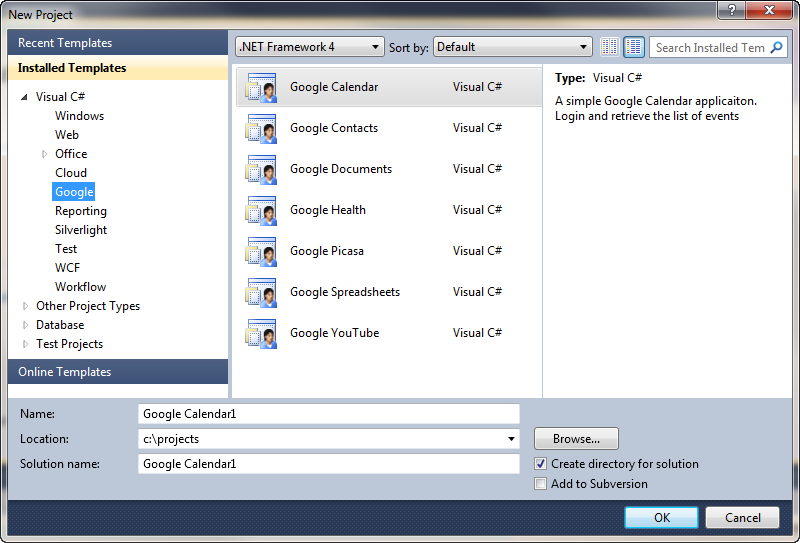 New Project
Recent Templates
Installed Templates
Visual C#
Windows
Web
Office
Cloud
Google
Reporting
Silverlight
Test
WCF
Workflow
Other Project Types
Database
Test Projects
Online Templates
.NET Framework 4 Sort by: Default Search Installed Tem
Google Calendar Visual C#
Google Contacts Visual C#
Google Documents Visual C#
Google Health Visual C#
Google Picasa Visual C#
Google Spreadsheets Visual C#
Google YouTube Visual C#
Type: Visual C#
A simple Google Calendar applicaiton.
Login and retrieve the list of events
Name: Google Calendar1
Location: c:\projects Browse...
Solution name: Google Calendar1 Create directory for solution
Add to Subversion
OK Cancel